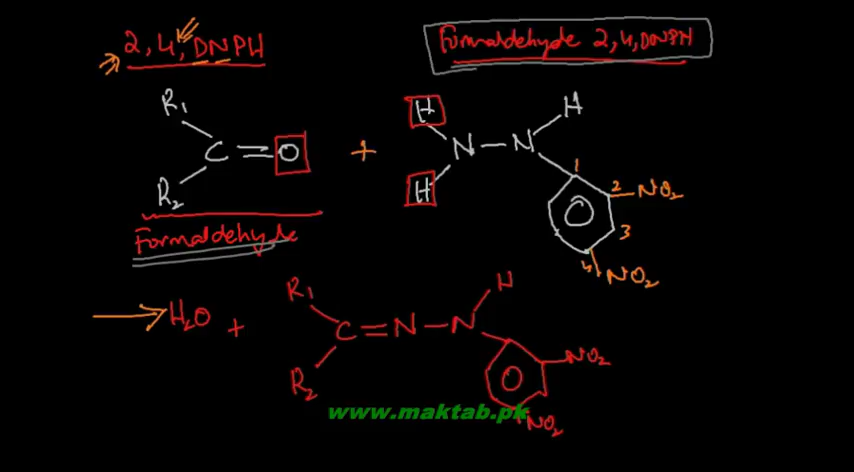 2,4, DNPH
Formaldehyde 2,4,DNPH
R1
C = O
R2
Formaldehyde
+
H
H
N - N
H
1
2
NO2
3
4
NO2
H2O +
R1
C = N - N
R2
H
NO2
NO2
www.maktab.pk